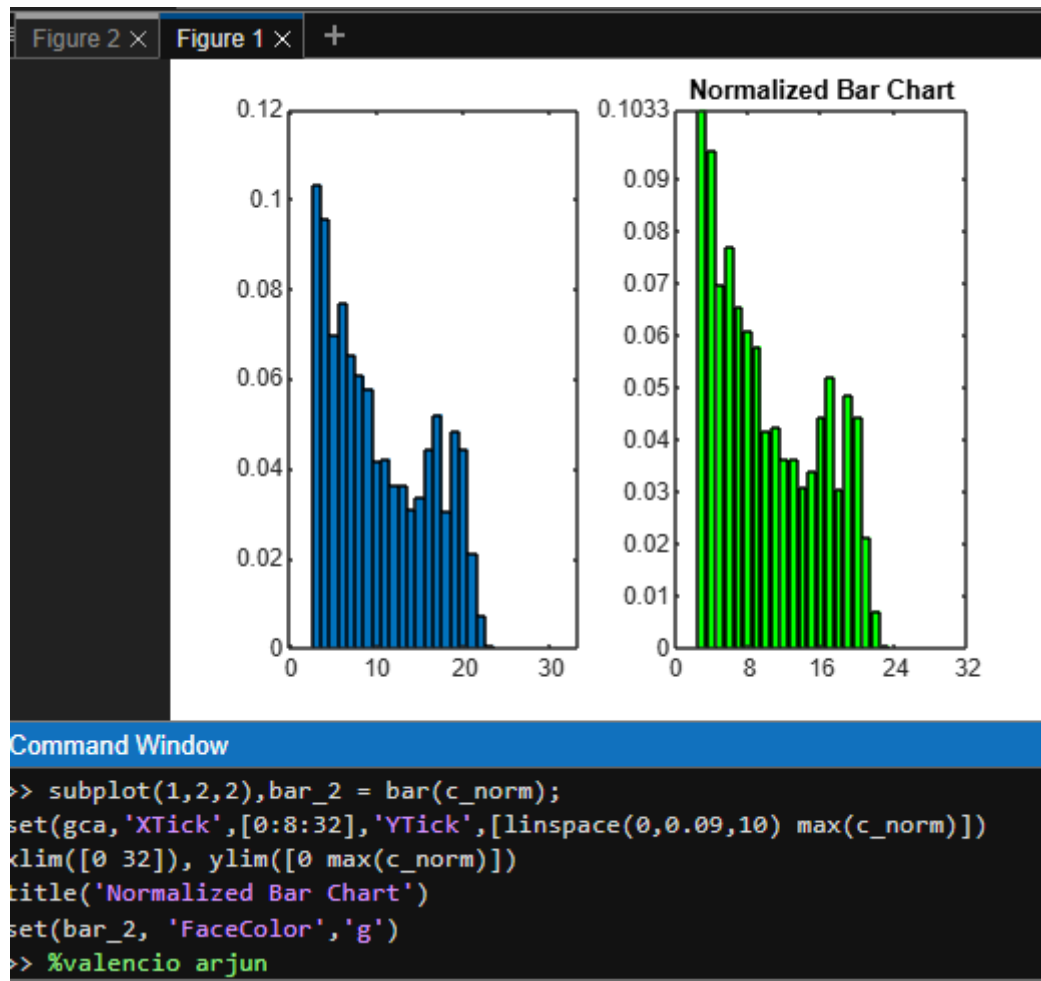 Figure 2 × Figure 1 × +
Normalized Bar Chart
0.12
0.1
0.08
0.06
0.04
0.02
0
0 10 20 30
0.1033
0.09
0.08
0.07
0.06
0.05
0.04
0.03
0.02
0.01
0
0 8 16 24 32
Command Window
>> subplot(1,2,2),bar_2 = bar(c_norm);
set(gca,'XTick',[0:8:32],'YTick',[linspace(0,0.09,10) max(c_norm)])
xlim([0 32]), ylim([0 max(c_norm)])
title('Normalized Bar Chart')
set(bar_2, 'FaceColor','g')
>> %valencio arjun